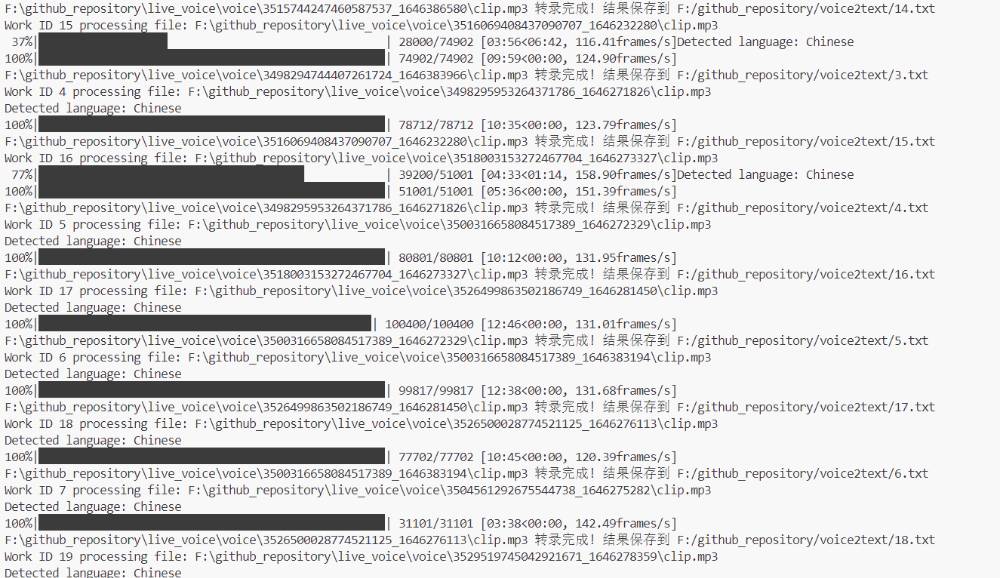 F:\github_repository\live_voice\voice\3515744247460587537_1646386580\clip.mp3 转录完成! 结果保存到 F:/github_repository/voice2text/14.txt
Work ID 15 processing file: F:\github_repository\live_voice\voice\3516069408437090707_1646232280\clip.mp3
37%| | 28000/74902 [03:56<06:42, 116.41frames/s]Detected language: Chinese
100%| | 74902/74902 [09:59<00:00, 124.90frames/s]
F:\github_repository\live_voice\voice\3498294744407261724_1646383966\clip.mp3 转录完成! 结果保存到 F:/github_repository/voice2text/3.txt
Work ID 4 processing file: F:\github_repository\live_voice\voice\3498295953264371786_1646271826\clip.mp3
Detected language: Chinese
100%| | 78712/78712 [10:35<00:00, 123.79frames/s]
F:\github_repository\live_voice\voice\3516069408437090707_1646232280\clip.mp3 转录完成! 结果保存到 F:/github_repository/voice2text/15.txt
Work ID 16 processing file: F:\github_repository\live_voice\voice\3518003153272467704_1646273327\clip.mp3
77%| | 39200/51001 [04:33<01:14, 158.90frames/s]Detected language: Chinese
100%| | 51001/51001 [05:36<00:00, 151.39frames/s]
F:\github_repository\live_voice\voice\3498295953264371786_1646271826\clip.mp3 转录完成! 结果保存到 F:/github_repository/voice2text/4.txt
Work ID 5 processing file: F:\github_repository\live_voice\voice\3500316658084517389_1646272329\clip.mp3
Detected language: Chinese
100%| | 80801/80801 [10:12<00:00, 131.95frames/s]
F:\github_repository\live_voice\voice\3518003153272467704_1646273327\clip.mp3 转录完成! 结果保存到 F:/github_repository/voice2text/16.txt
Work ID 17 processing file: F:\github_repository\live_voice\voice\3526499863502186749_1646281450\clip.mp3
Detected language: Chinese
100%| | 100400/100400 [12:46<00:00, 131.01frames/s]
F:\github_repository\live_voice\voice\3500316658084517389_1646272329\clip.mp3 转录完成! 结果保存到 F:/github_repository/voice2text/5.txt
Work ID 6 processing file: F:\github_repository\live_voice\voice\3500316658084517389_1646383194\clip.mp3
Detected language: Chinese
100%| | 99817/99817 [12:38<00:00, 131.68frames/s]
F:\github_repository\live_voice\voice\3526499863502186749_1646281450\clip.mp3 转录完成! 结果保存到 F:/github_repository/voice2text/17.txt
Work ID 18 processing file: F:\github_repository\live_voice\voice\3526500028774521125_1646276113\clip.mp3
Detected language: Chinese
100%| | 77702/77702 [10:45<00:00, 120.39frames/s]
F:\github_repository\live_voice\voice\3500316658084517389_1646383194\clip.mp3 转录完成! 结果保存到 F:/github_repository/voice2text/6.txt
Work ID 7 processing file: F:\github_repository\live_voice\voice\3504561292675544738_1646275282\clip.mp3
Detected language: Chinese
100%| | 31101/31101 [03:38<00:00, 142.49frames/s]
F:\github_repository\live_voice\voice\3526500028774521125_1646276113\clip.mp3 转录完成! 结果保存到 F:/github_repository/voice2text/18.txt
Work ID 19 processing file: F:\github_repository\live_voice\voice\3529519745042921671_1646278359\clip.mp3
Detected language: Chinese